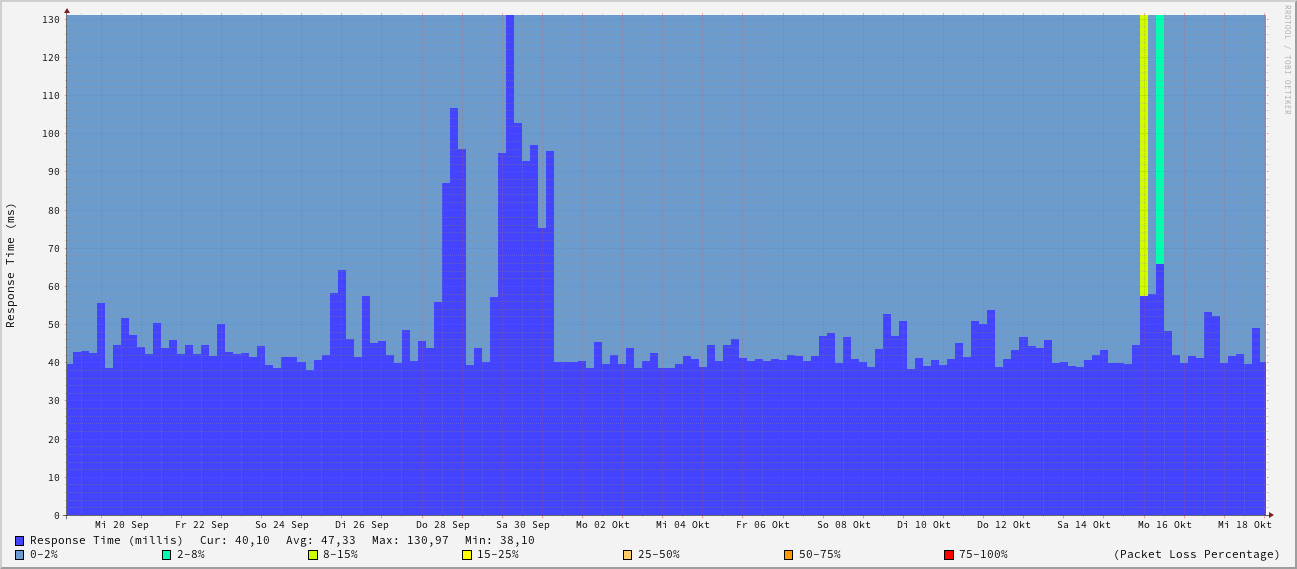 RRDTOOL / TOBI OETIKER
Response Time (ms)
130
120
110
100
90
80
70
60
50
40
30
20
10
0
Mi 20 Sep Fr 22 Sep So 24 Sep Di 26 Sep Do 28 Sep Sa 30 Sep Mo 02 Okt Mi 04 Okt Fr 06 Okt So 08 Okt Di 10 Okt Do 12 Okt Sa 14 Okt Mo 16 Okt Mi 18 Okt
Response Time (millis) Cur: 40,10 Avg: 47,33 Max: 130,97 Min: 38,10
0-2% 2-8% 8-15% 15-25% 25-50% 50-75% 75-100% (Packet Loss Percentage)